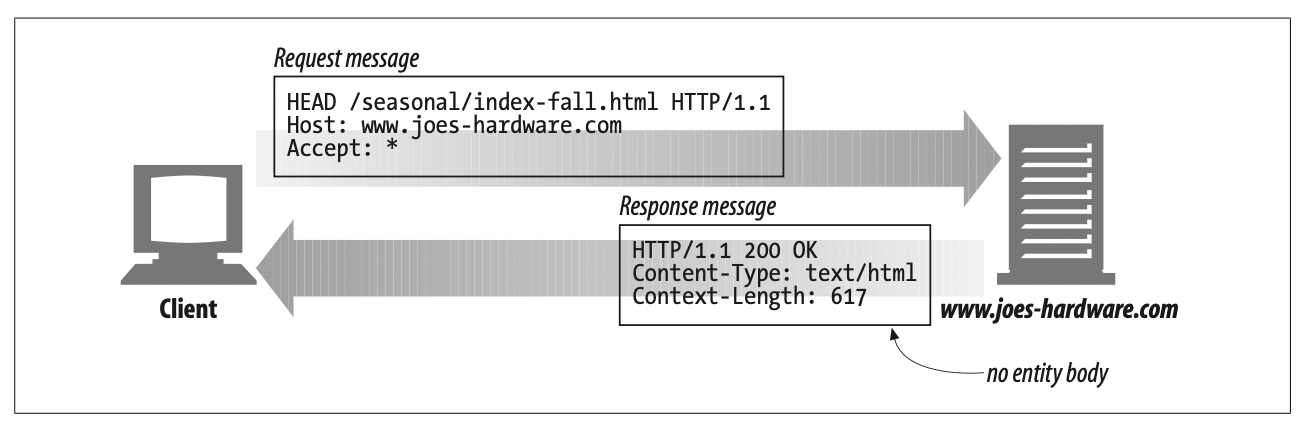 Request message
HEAD /seasonal/index-fall.html HTTP/1.1
Host: www.joes-hardware.com
Accept: *
Response message
HTTP/1.1 200 OK
Content-Type: text/html
Context-Length: 617
Client
www.joes-hardware.com
no entity body